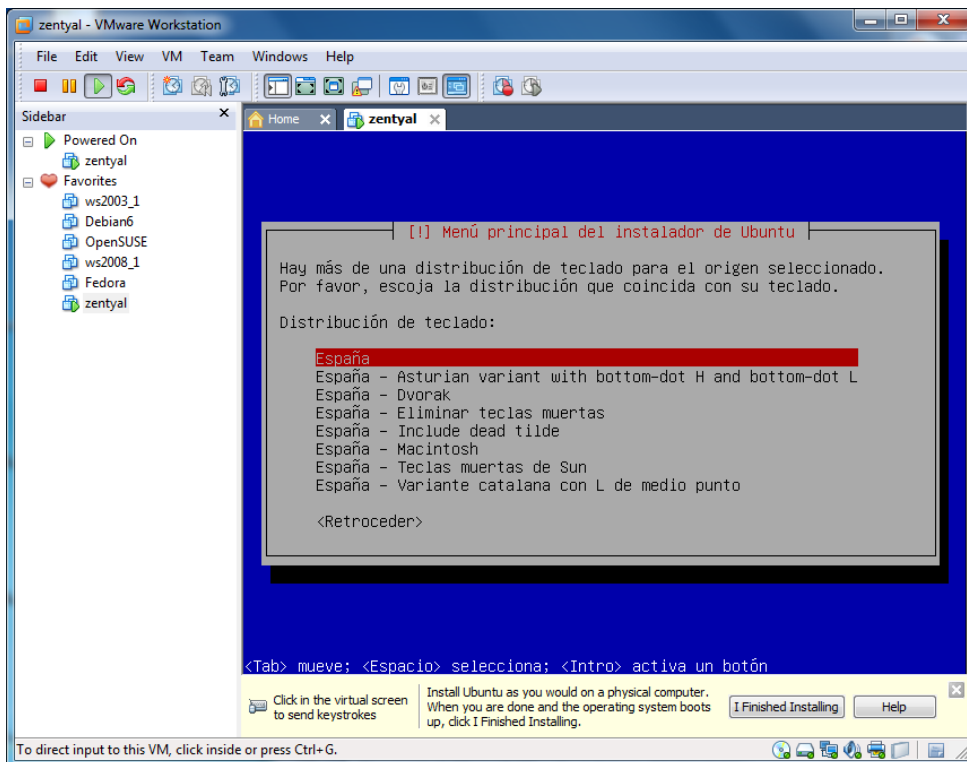 zentyal - VMware Workstation
File Edit View VM Team Windows Help
Sidebar
Home
zentyal
Powered On
zentyal
Favorites
ws2003_1
Debian6
OpenSUSE
ws2008_1
Fedora
zentyal
[!] Menú principal del instalador de Ubuntu
Hay más de una distribución de teclado para el origen seleccionado.
Por favor, escoja la distribución que coincida con su teclado.
Distribución de teclado:
España
España - Asturian variant with bottom-dot H and bottom-dot L
España - Dvorak
España - Eliminar teclas muertas
España - Include dead tilde
España - Macintosh
España - Teclas muertas de Sun
España - Variante catalana con L de medio punto
<Retroceder>
<Tab> mueve; <Espacio> selecciona; <Intro> activa un botón
Click in the virtual screen
to send keystrokes
Install Ubuntu as you would on a physical computer.
When you are done and the operating system boots
up, click I Finished Installing.
I Finished Installing
Help
To direct input to this VM, click inside or press Ctrl+G.